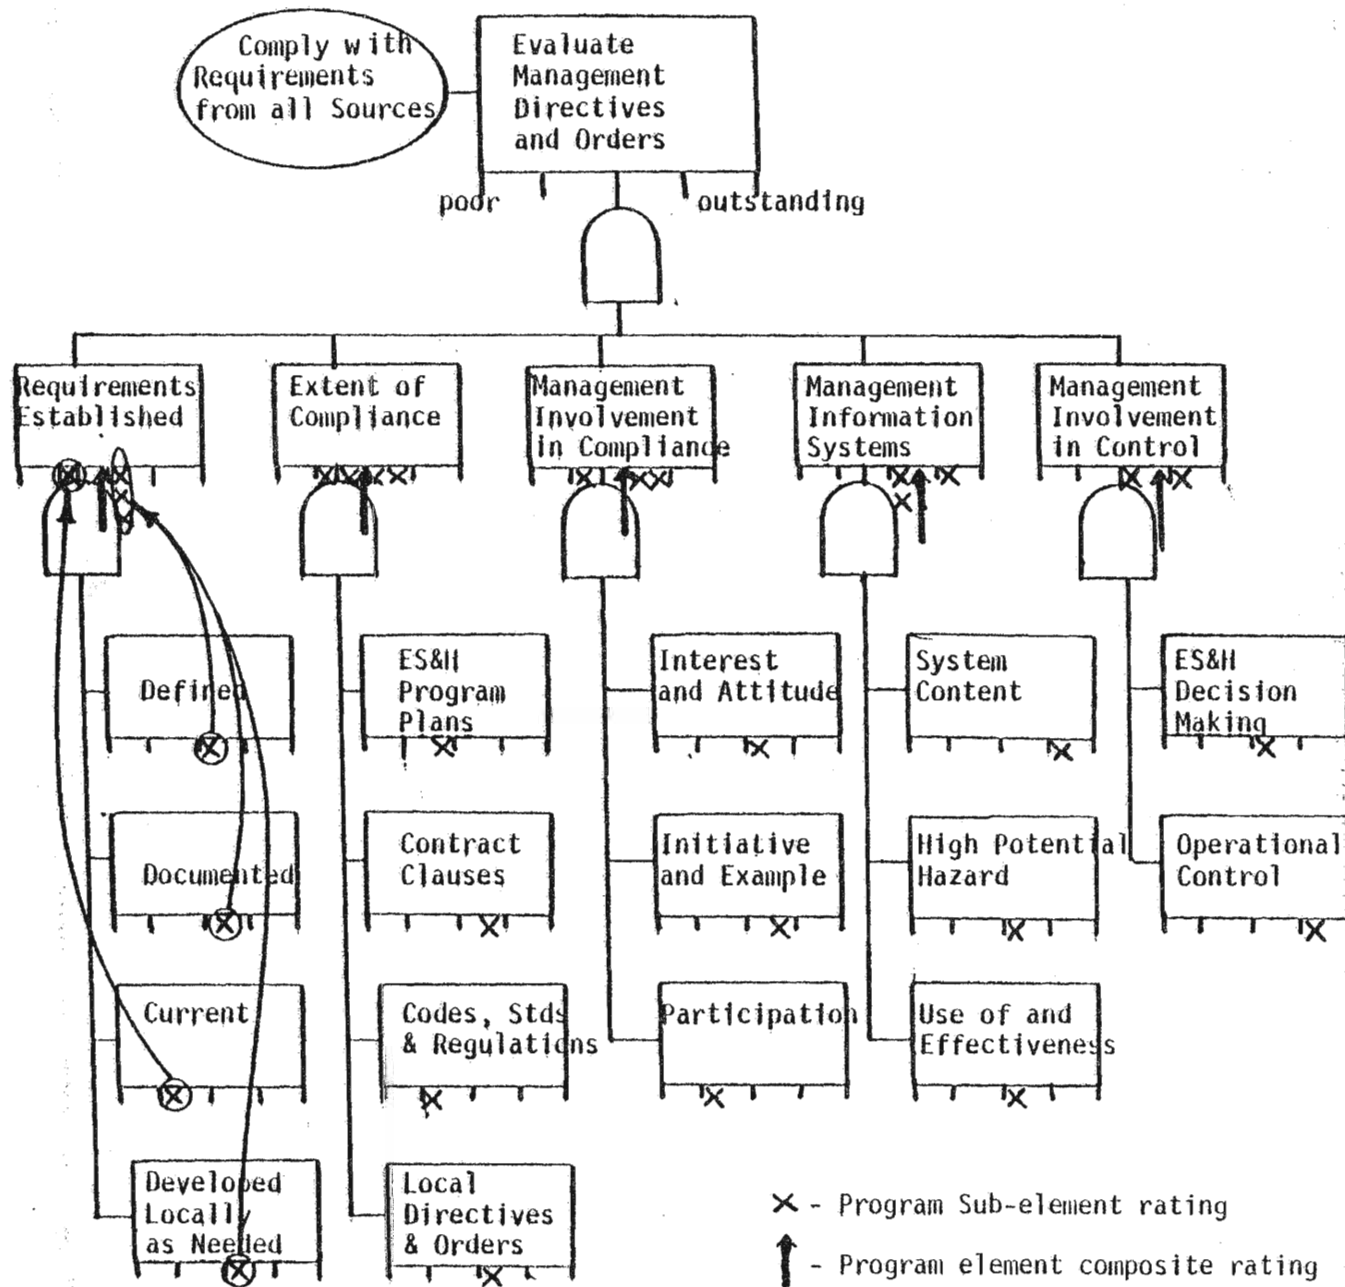 Comply with
Requirements
from all Sources
Evaluate
Management
Directives
and Orders
poor
outstanding
Requirements
Established
Extent of
Compliance
Management
Involvement
in Compliance
Management
Information
Systems
Management
Involvement
in Control
Defined
ES&H
Program
Plans
Interest
and Attitude
System
Content
ES&H
Decision
Making
Documented
Contract
Clauses
Initiative
and Example
High Potential
Hazard
Operational
Control
Current
Codes, Stds
& Regulations
Participation
Use of and
Effectiveness
Developed
Locally
as Needed
Local
Directives
& Orders
X - Program Sub-element rating
↑ - Program element composite rating